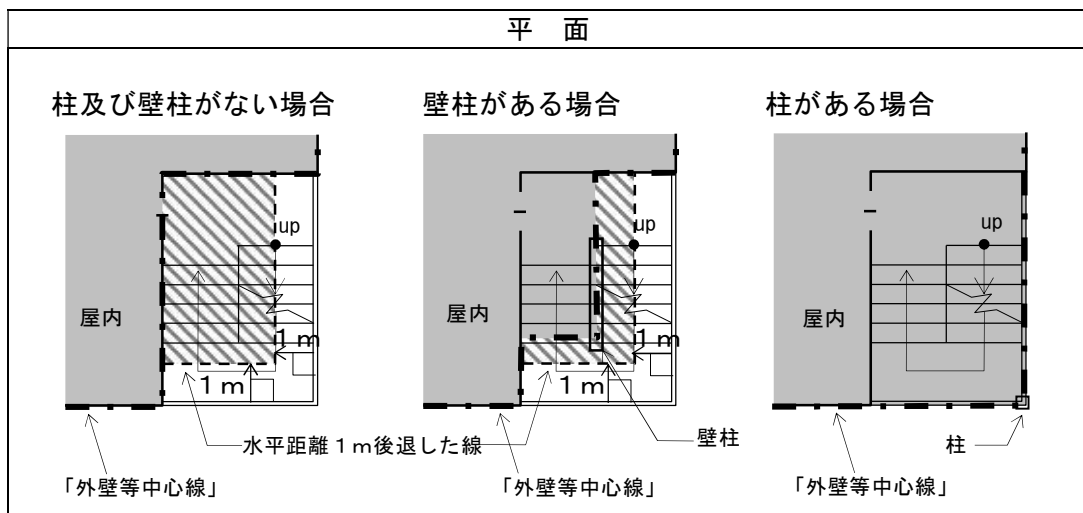 平 面
柱及び壁柱がない場合
壁柱がある場合
柱がある場合
up
屋内
1m
1m
up
屋内
1m
1m
up
屋内
水平距離1m後退した線
壁柱
柱
「外壁等中心線」
「外壁等中心線」
「外壁等中心線」